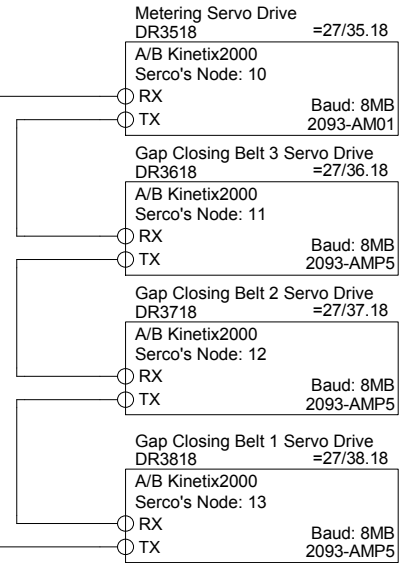 Metering Servo Drive
DR3518 =27/35.18
A/B Kinetix2000
Serco's Node: 10
RX
Baud: 8MB
TX
2093-AM01
Gap Closing Belt 3 Servo Drive
DR3618 =27/36.18
A/B Kinetix2000
Serco's Node: 11
RX
Baud: 8MB
TX
2093-AMP5
Gap Closing Belt 2 Servo Drive
DR3718 =27/37.18
A/B Kinetix2000
Serco's Node: 12
RX
Baud: 8MB
TX
2093-AMP5
Gap Closing Belt 1 Servo Drive
DR3818 =27/38.18
A/B Kinetix2000
Serco's Node: 13
RX
Baud: 8MB
TX
2093-AMP5